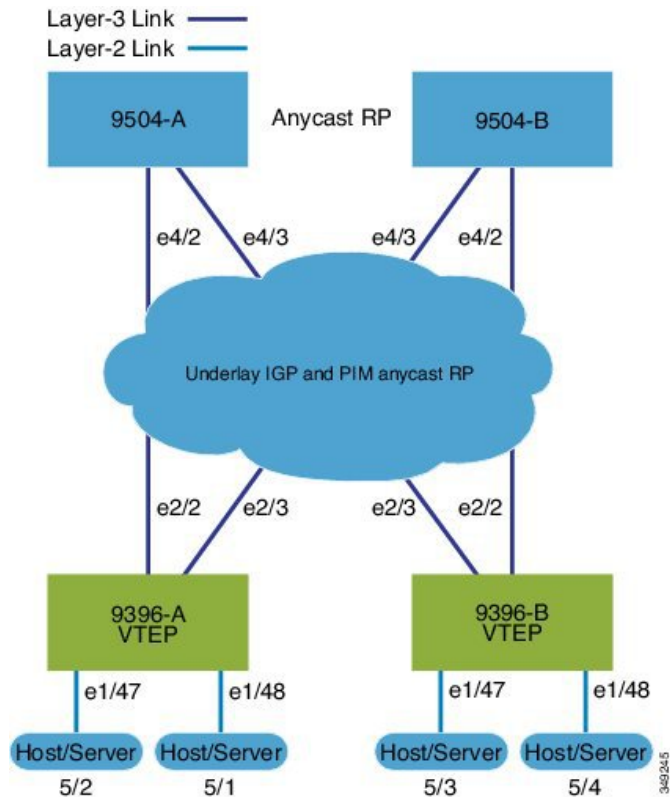 Layer-3 Link
Layer-2 Link
9504-A
Anycast RP
9504-B
e4/2
e4/3
e4/3
e4/2
Underlay IGP and PIM anycast RP
e2/2
e2/3
e2/3
e2/2
9396-A
VTEP
9396-B
VTEP
e1/47
e1/48
e1/47
e1/48
Host/Server
Host/Server
Host/Server
Host/Server
5/2
5/1
5/3
5/4
349245